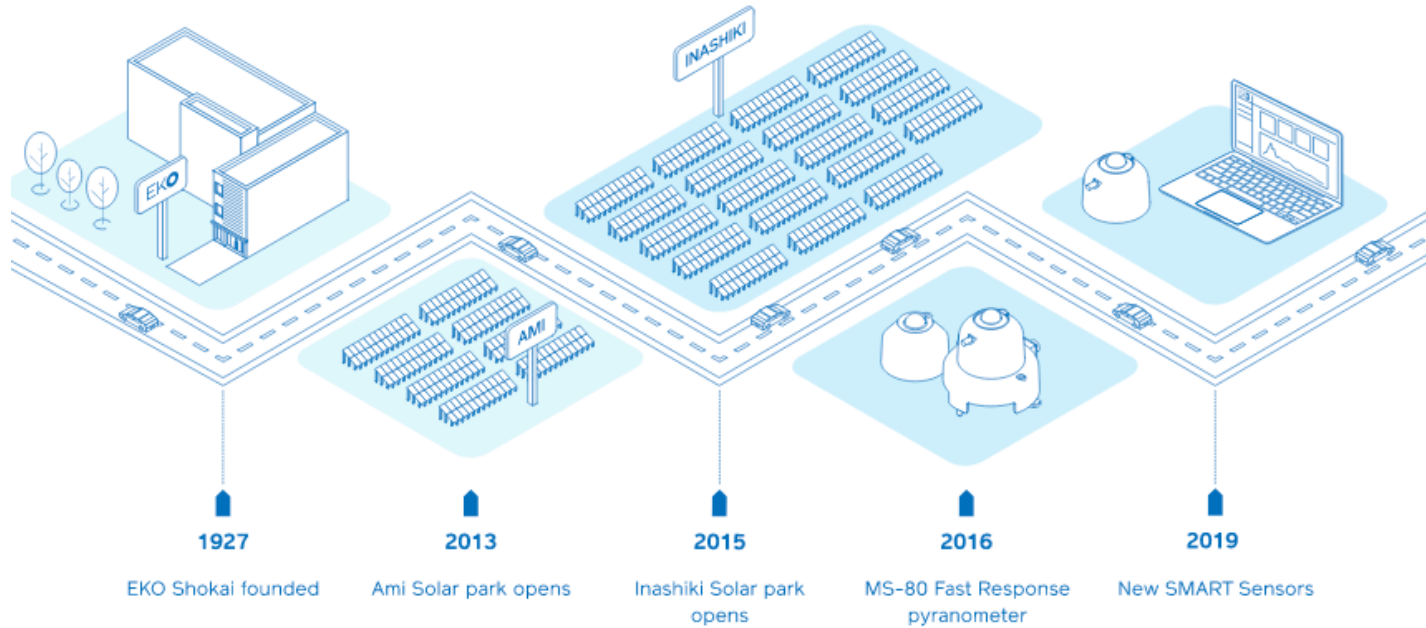 INASHIKI
EKO
AMI
1927
EKO Shokai founded
2013
Ami Solar park opens
2015
Inashiki Solar park
opens
2016
MS-80 Fast Response
pyranometer
2019
New SMART Sensors